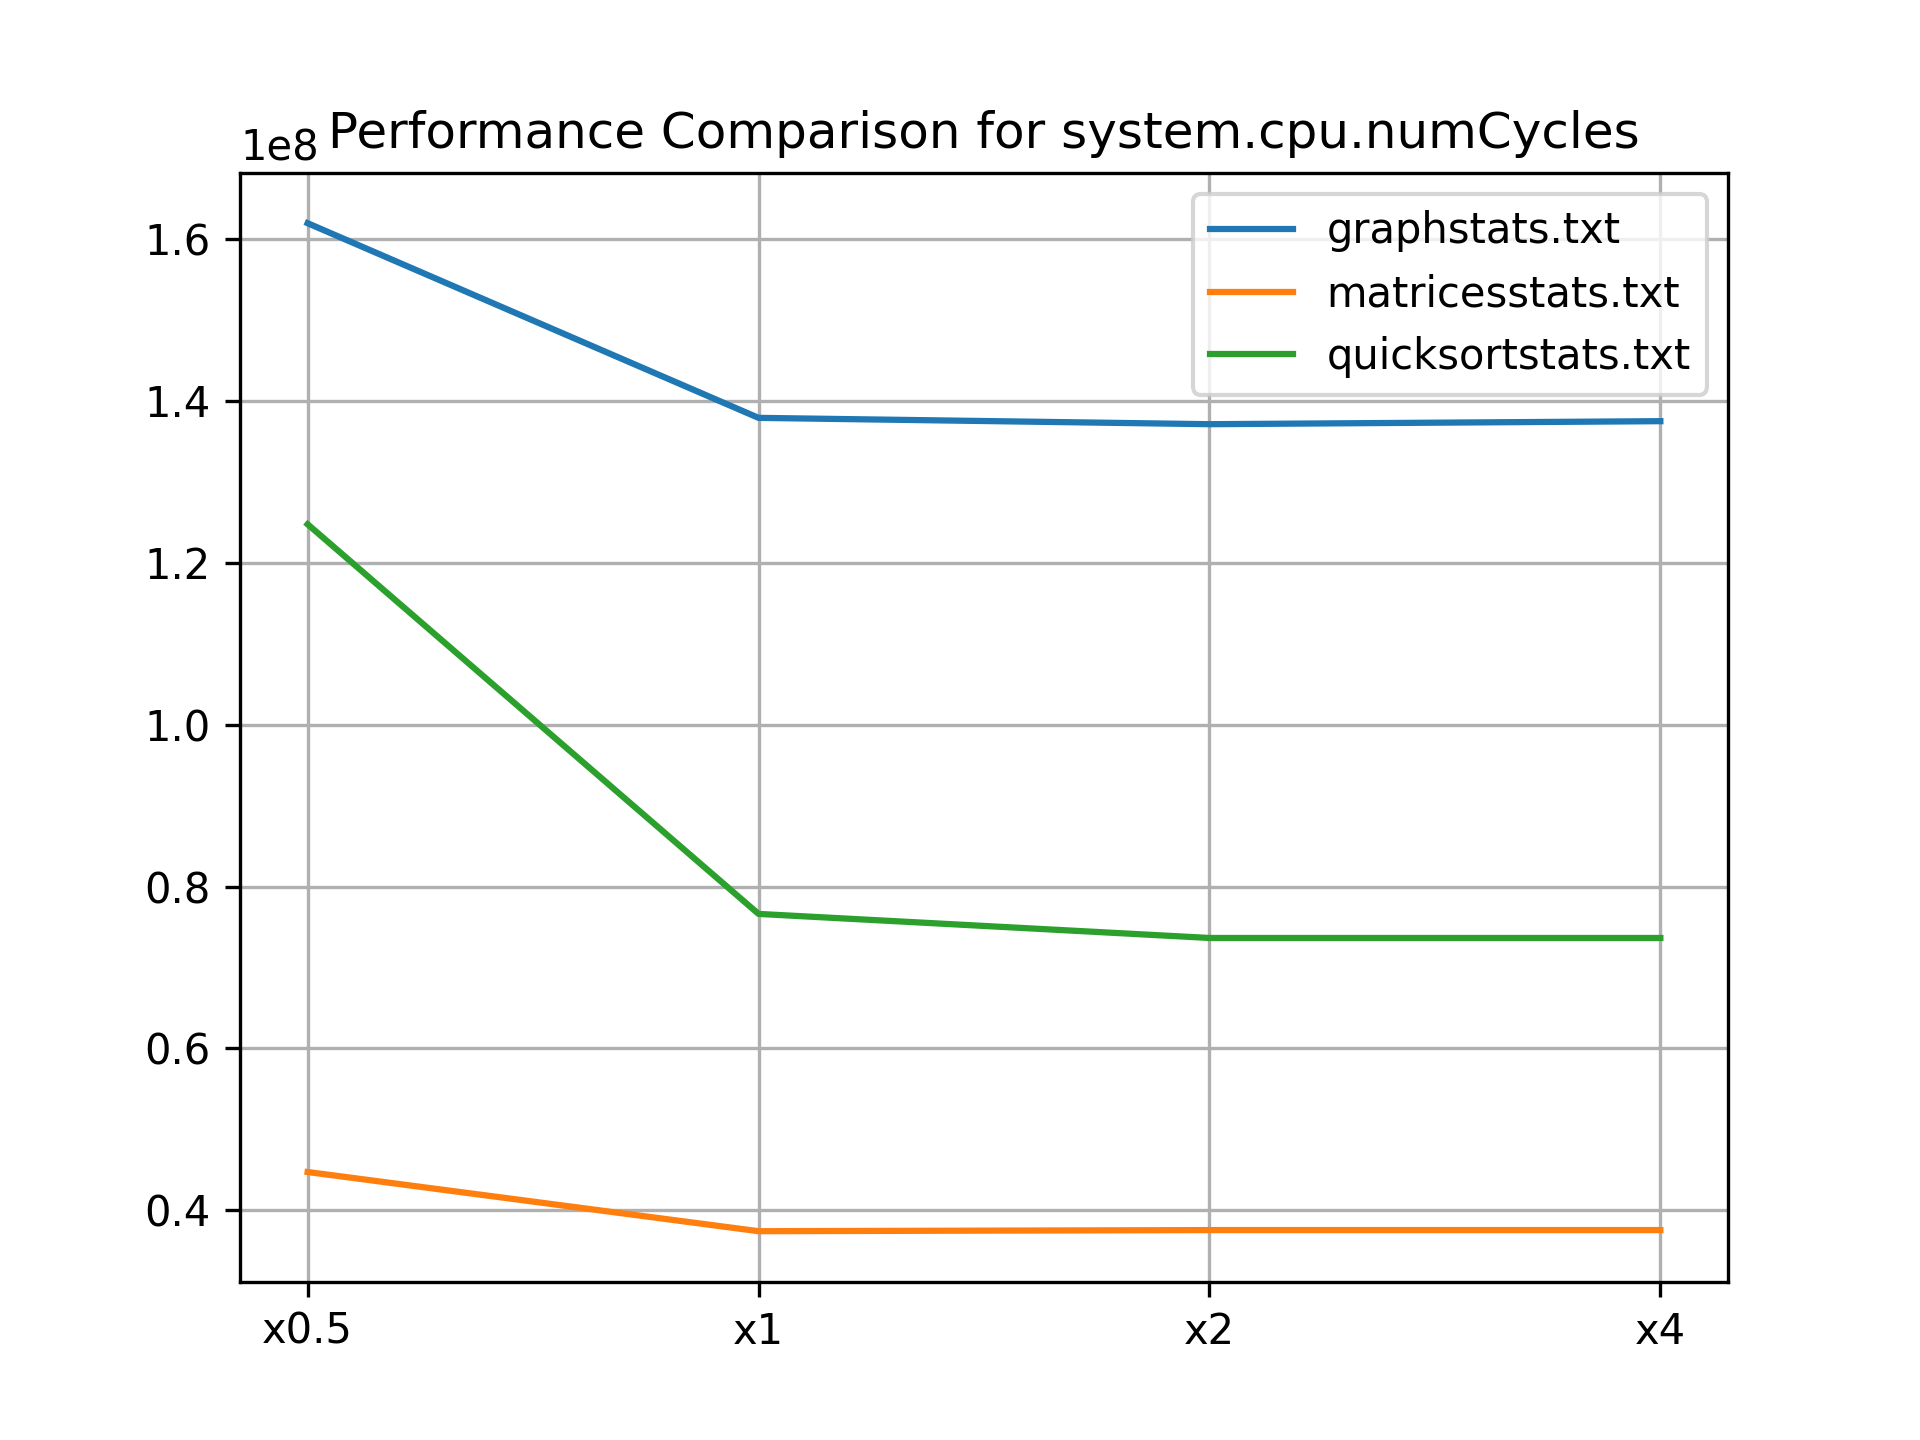 Performance Comparison for system.cpu.numCycles
1e8
graphstats.txt
matricesstats.txt
quicksortstats.txt
1.6
1.4
1.2
1.0
0.8
0.6
0.4
x0.5 x1 x2 x4